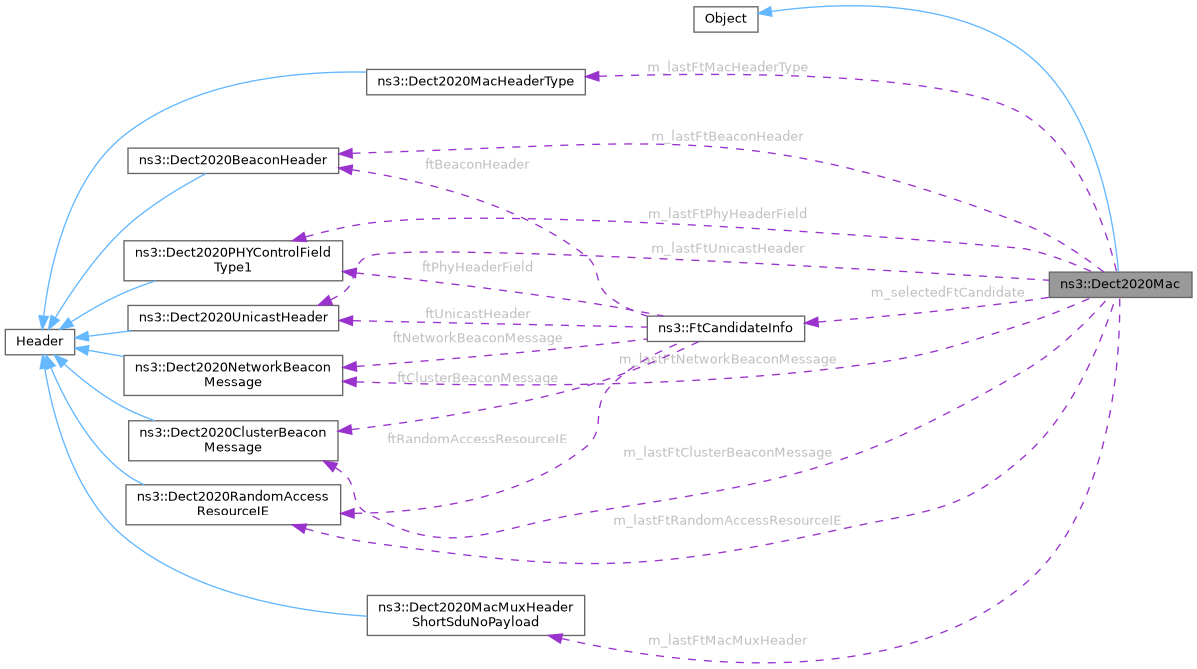 Object
m_lastFtMacHeaderType
ns3::Dect2020MacHeaderType
m_lastFtBeaconHeader
ns3::Dect2020BeaconHeader
ftBeaconHeader
m_lastFtPhyHeaderField
ns3::Dect2020PHYControlField
Type1
m_lastFtUnicastHeader
ftPhyHeaderField
ns3::Dect2020Mac
m_selectedFtCandidate
ns3::Dect2020UnicastHeader
ftUnicastHeader
ns3::FtCandidateInfo
Header
ftNetworkBeaconMessage
m_lastFtNetworkBeaconMessage
ns3::Dect2020NetworkBeacon
Message
ftClusterBeaconMessage
ns3::Dect2020ClusterBeacon
Message
ftRandomAccessResourceIE
m_lastFtClusterBeaconMessage
ns3::Dect2020RandomAccess
ResourceIE
m_lastFtRandomAccessResourceIE
ns3::Dect2020MacMuxHeader
ShortSduNoPayload
m_lastFtMacMuxHeader